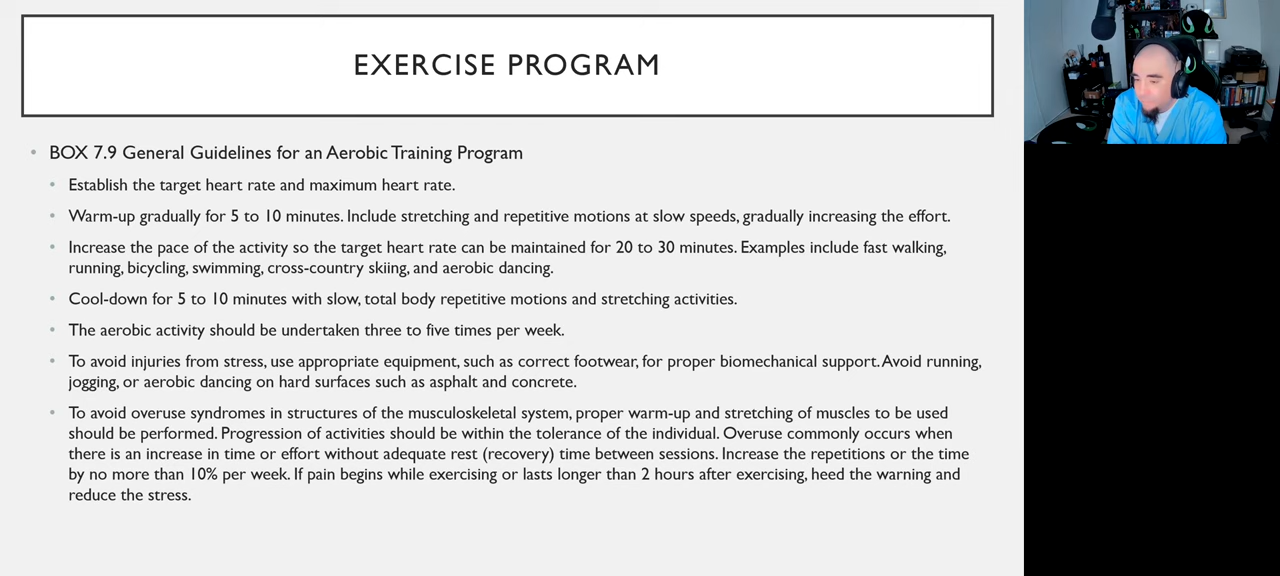 EXERCISE PROGRAM
• BOX 7.9 General Guidelines for an Aerobic Training Program
• Establish the target heart rate and maximum heart rate.
• Warm-up gradually for 5 to 10 minutes. Include stretching and repetitive motions at slow speeds, gradually increasing the effort.
• Increase the pace of the activity so the target heart rate can be maintained for 20 to 30 minutes. Examples include fast walking,
running, bicycling, swimming, cross-country skiing, and aerobic dancing.
• Cool-down for 5 to 10 minutes with slow, total body repetitive motions and stretching activities.
• The aerobic activity should be undertaken three to five times per week.
• To avoid injuries from stress, use appropriate equipment, such as correct footwear, for proper biomechanical support. Avoid running,
jogging, or aerobic dancing on hard surfaces such as asphalt and concrete.
• To avoid overuse syndromes in structures of the musculoskeletal system, proper warm-up and stretching of muscles to be used
should be performed. Progression of activities should be within the tolerance of the individual. Overuse commonly occurs when
there is an increase in time or effort without adequate rest (recovery) time between sessions. Increase the repetitions or the time
by no more than 10% per week. If pain begins while exercising or lasts longer than 2 hours after exercising, heed the warning and
reduce the stress.